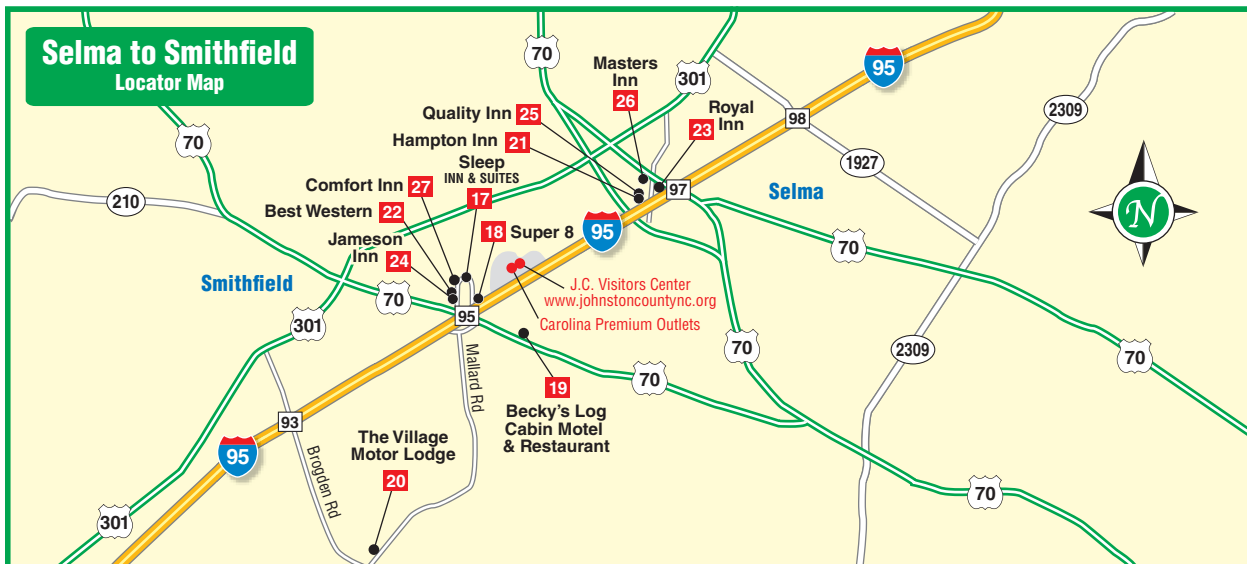 Selma to Smithfield
Locator Map
70
301
95
Masters
Inn
26
Royal
Inn
23
Quality Inn 25
Hampton Inn 21
98
2309
1927
70
Sleep
INN & SUITES
17
Comfort Inn 27
Best Western 22
Jameson
Inn
24
210
97
Selma
N
95
18 Super 8
70
Smithfield
J.C. Visitors Center
www.johnstoncountync.org
Carolina Premium Outlets
70
95
301
Mallard Rd
70
2309
70
70
19
Becky's Log
Cabin Motel
& Restaurant
93
The Village
Motor Lodge
20
Brogden Rd
95
70
301